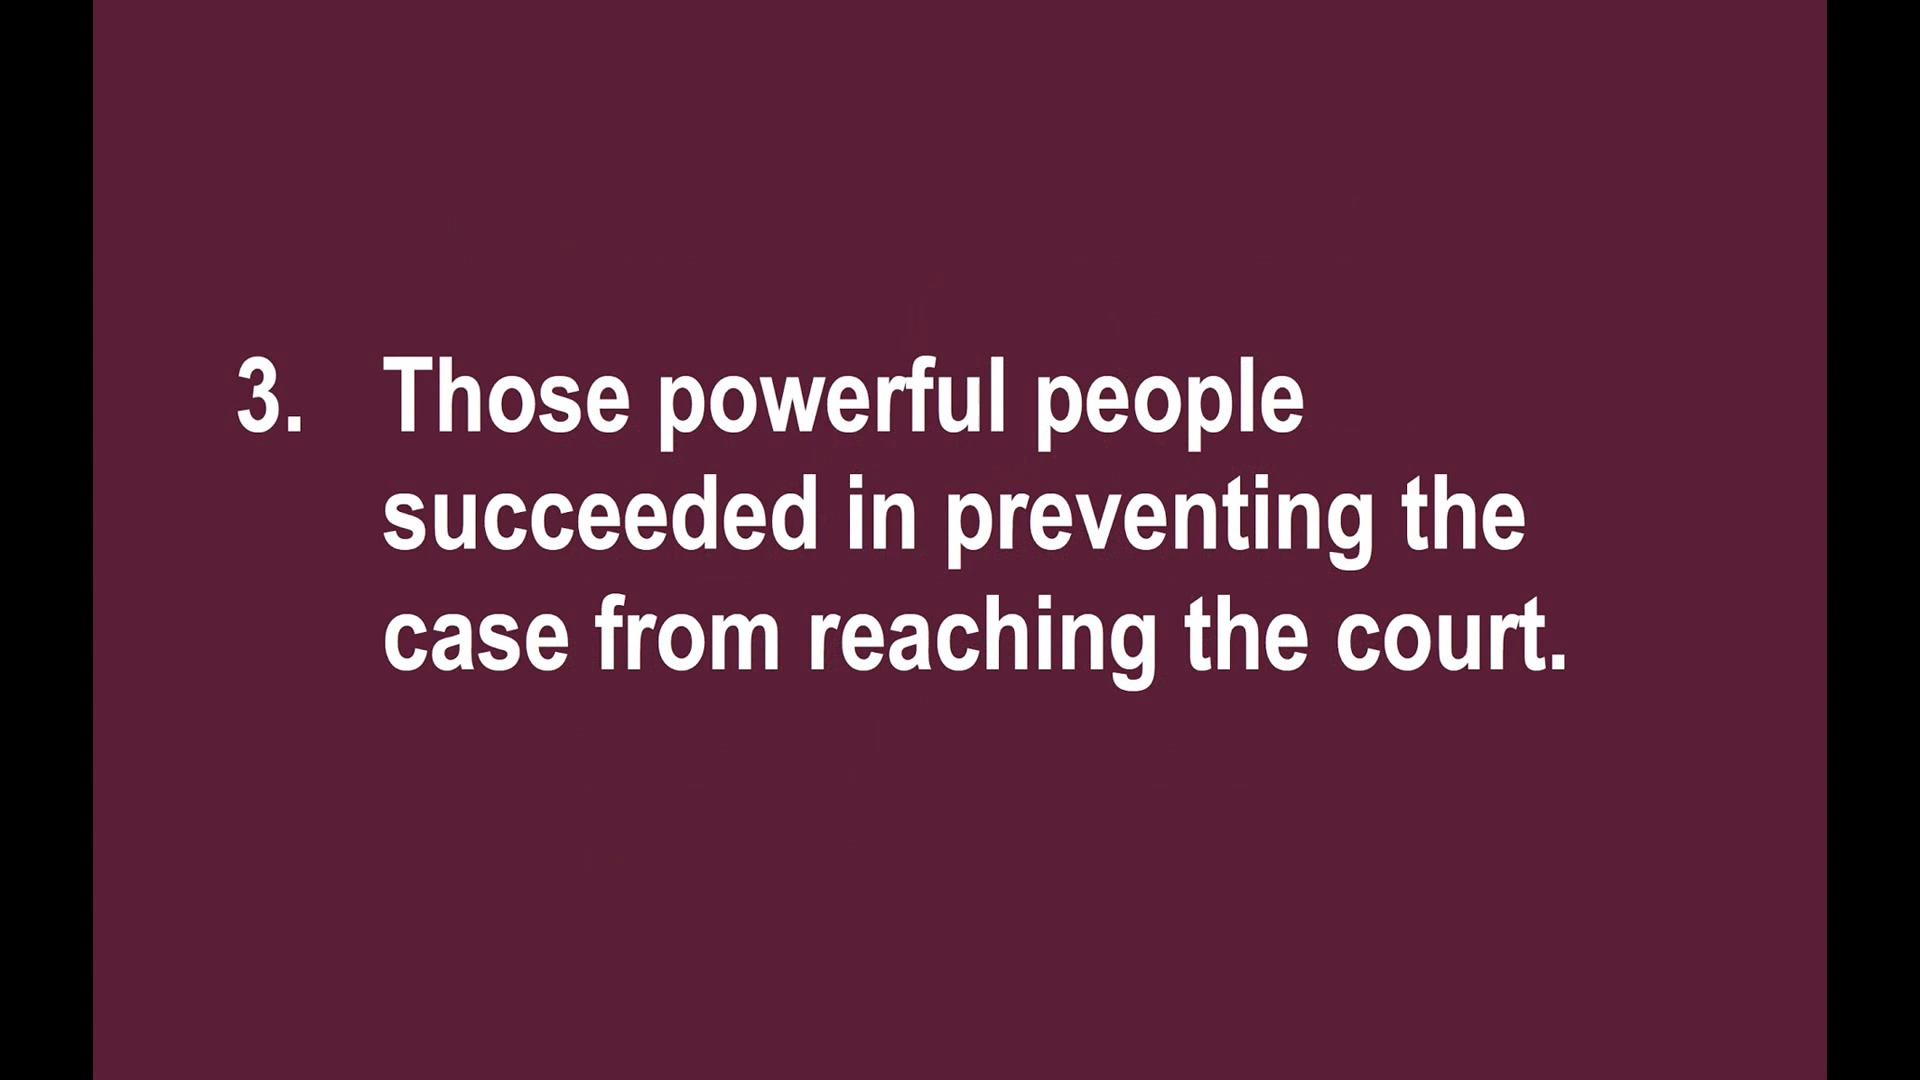 3. Those powerful people
succeeded in preventing the
case from reaching the court.